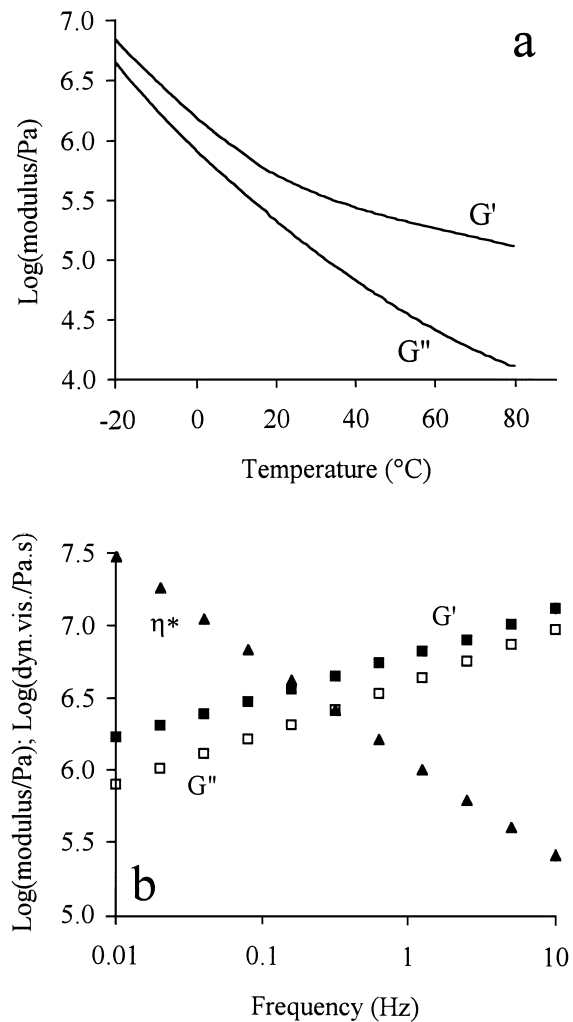 a
7.0
6.5
6.0
5.5
5.0
4.5
4.0
Log(modulus/Pa)
G'
G"
-20 0 20 40 60 80
Temperature (°C)
7.5
7.0
6.5
6.0
5.5
5.0
Log(modulus/Pa); Log(dyn.vis./Pa.s)
η*
G'
G"
b
0.01 0.1 1 10
Frequency (Hz)